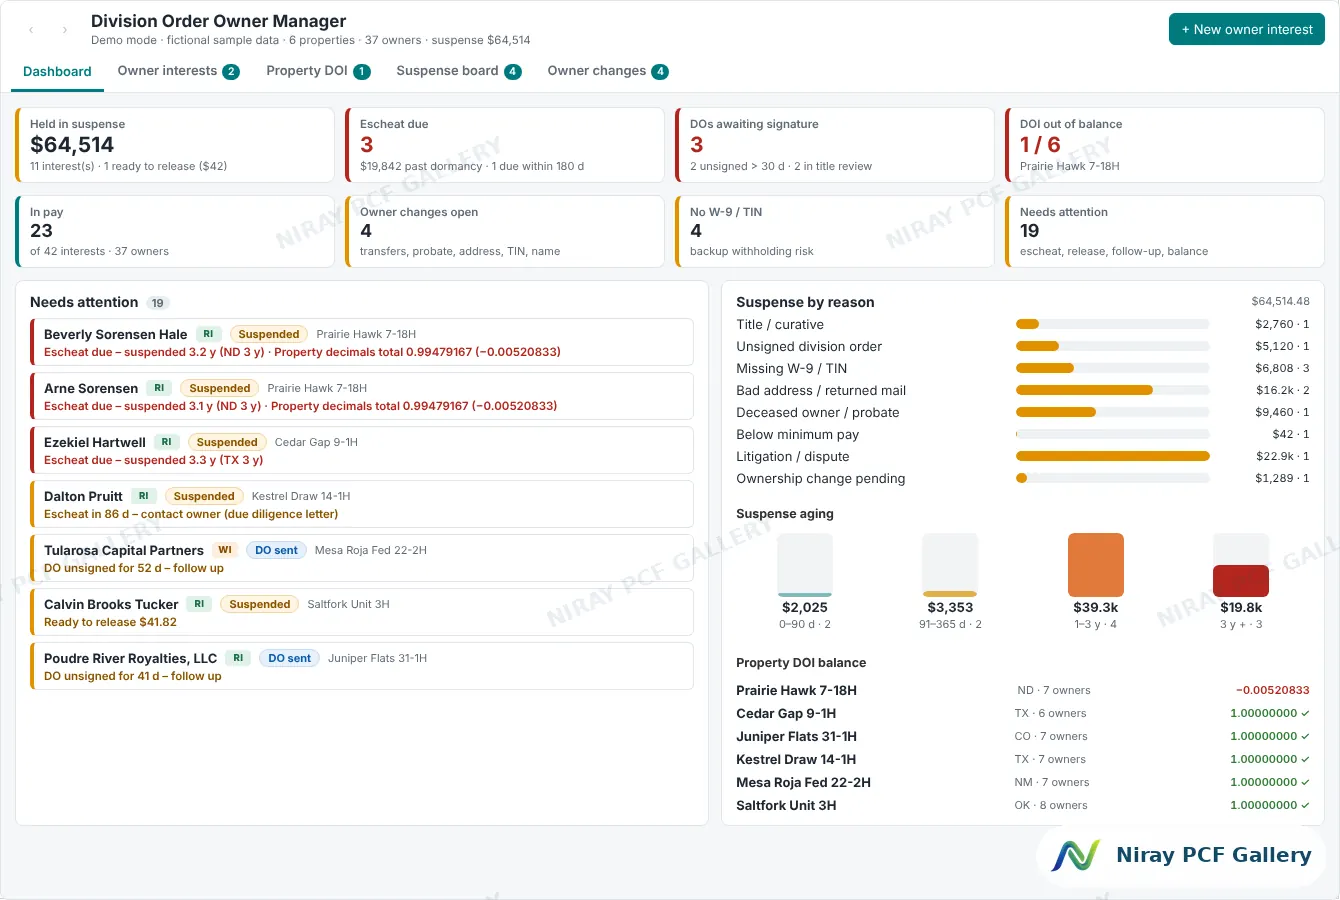 ‹ › Division Order Owner Manager
Demo mode · fictional sample data · 6 properties · 37 owners · suspense $64,514
+ New owner interest
Dashboard Owner interests 2 Property DOI 1 Suspense board 4 Owner changes 4
Held in suspense
$64,514
11 interest(s) · 1 ready to release ($42)
Escheat due
3
$19,842 past dormancy · 1 due within 180 d
DOs awaiting signature
3
2 unsigned > 30 d · 2 in title review
DOI out of balance
1 / 6
Prairie Hawk 7-18H
In pay
23
of 42 interests · 37 owners
Owner changes open
4
transfers, probate, address, TIN, name
No W-9 / TIN
4
backup withholding risk
Needs attention
19
escheat, release, follow-up, balance
Needs attention 19
Beverly Sorensen Hale RI Suspended Prairie Hawk 7-18H
Escheat due – suspended 3.2 y (ND 3 y) · Property decimals total 0.99479167 (−0.00520833)
Arne Sorensen RI Suspended Prairie Hawk 7-18H
Escheat due – suspended 3.1 y (ND 3 y) · Property decimals total 0.99479167 (−0.00520833)
Ezekiel Hartwell RI Suspended Cedar Gap 9-1H
Escheat due – suspended 3.3 y (TX 3 y)
Dalton Pruitt RI Suspended Kestrel Draw 14-1H
Escheat in 86 d – contact owner (due diligence letter)
Tularosa Capital Partners WI DO sent Mesa Roja Fed 22-2H
DO unsigned for 52 d – follow up
Calvin Brooks Tucker RI Suspended Saltfork Unit 3H
Ready to release $41.82
Poudre River Royalties, LLC RI DO sent Juniper Flats 31-1H
DO unsigned for 41 d – follow up
Suspense by reason $64,514.48
Title / curative $2,760 · 1
Unsigned division order $5,120 · 1
Missing W-9 / TIN $6,808 · 3
Bad address / returned mail $16.2k · 2
Deceased owner / probate $9,460 · 1
Below minimum pay $42 · 1
Litigation / dispute $22.9k · 1
Ownership change pending $1,289 · 1
Suspense aging
$2,025 $3,353 $39.3k $19.8k
0–90 d · 2 91–365 d · 2 1–3 y · 4 3 y + · 3
Property DOI balance
Prairie Hawk 7-18H ND · 7 owners −0.00520833
Cedar Gap 9-1H TX · 6 owners 1.00000000 ✓
Juniper Flats 31-1H CO · 7 owners 1.00000000 ✓
Kestrel Draw 14-1H TX · 7 owners 1.00000000 ✓
Mesa Roja Fed 22-2H NM · 7 owners 1.00000000 ✓
Saltfork Unit 3H OK · 8 owners 1.00000000 ✓
NIRAY PCF GALLERY
NIRAY PCF GALLERY
NIRAY PCF GALLERY
Niray PCF Gallery